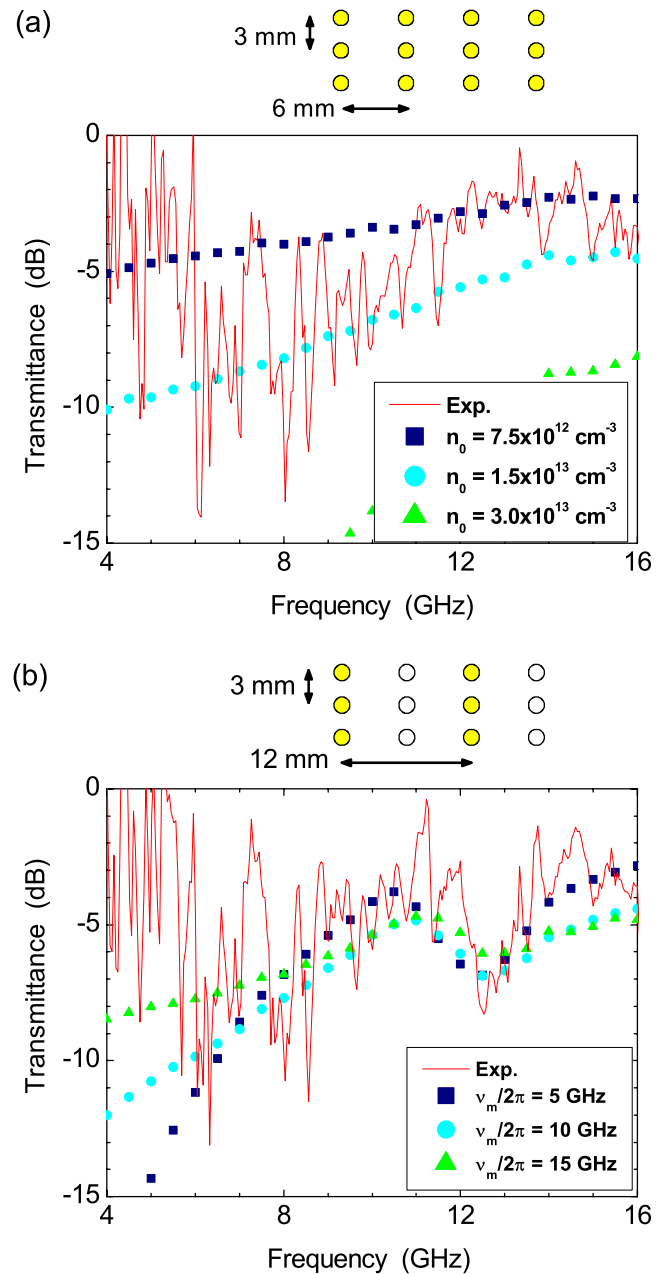 (a)
3 mm
6 mm
0
-5
-10
-15
Transmittance (dB)
Exp.
n0 = 7.5x10^12 cm^-3
n0 = 1.5x10^13 cm^-3
n0 = 3.0x10^13 cm^-3
4 8 12 16
Frequency (GHz)
(b)
3 mm
12 mm
0
-5
-10
-15
Transmittance (dB)
Exp.
νm/2π = 5 GHz
νm/2π = 10 GHz
νm/2π = 15 GHz
4 8 12 16
Frequency (GHz)